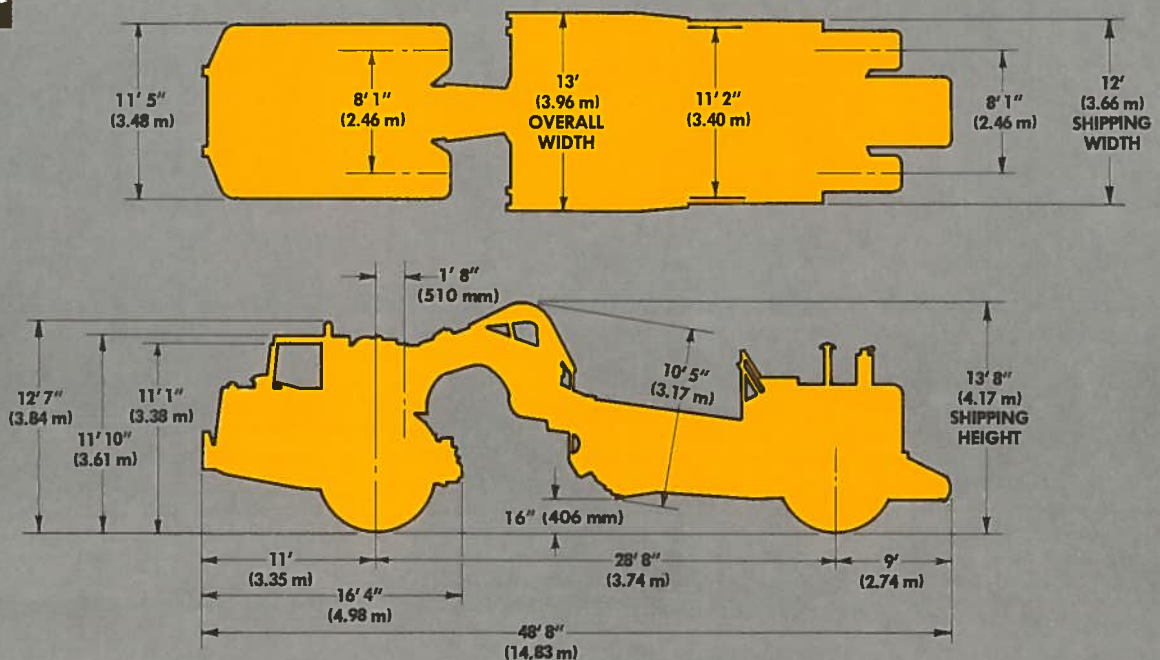 11' 5"
(3.48 m)
8' 1"
(2.46 m)
13'
(3.96 m)
OVERALL
WIDTH
11' 2"
(3.40 m)
8' 1"
(2.46 m)
12'
(3.66 m)
SHIPPING
WIDTH
1' 8"
(510 mm)
12' 7"
(3.84 m)
11' 10"
(3.61 m)
11' 1"
(3.38 m)
10' 5"
(3.17 m)
13' 8"
(4.17 m)
SHIPPING
HEIGHT
16" (406 mm)
11'
(3.35 m)
28' 8"
(3.74 m)
9'
(2.74 m)
16' 4"
(4.98 m)
48' 8"
(14,83 m)